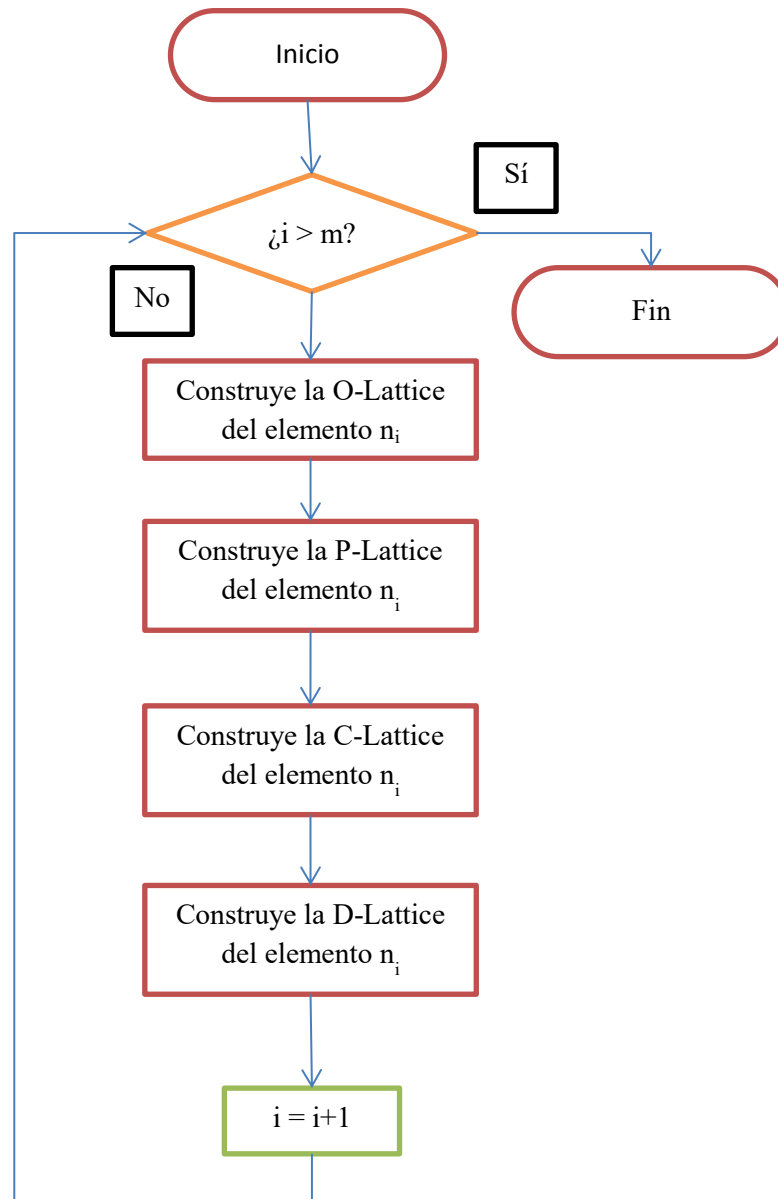 Inicio
Sí
¿i > m?
No
Fin
Construye la O-Lattice
del elemento nᵢ
Construye la P-Lattice
del elemento nᵢ
Construye la C-Lattice
del elemento nᵢ
Construye la D-Lattice
del elemento nᵢ
i = i+1